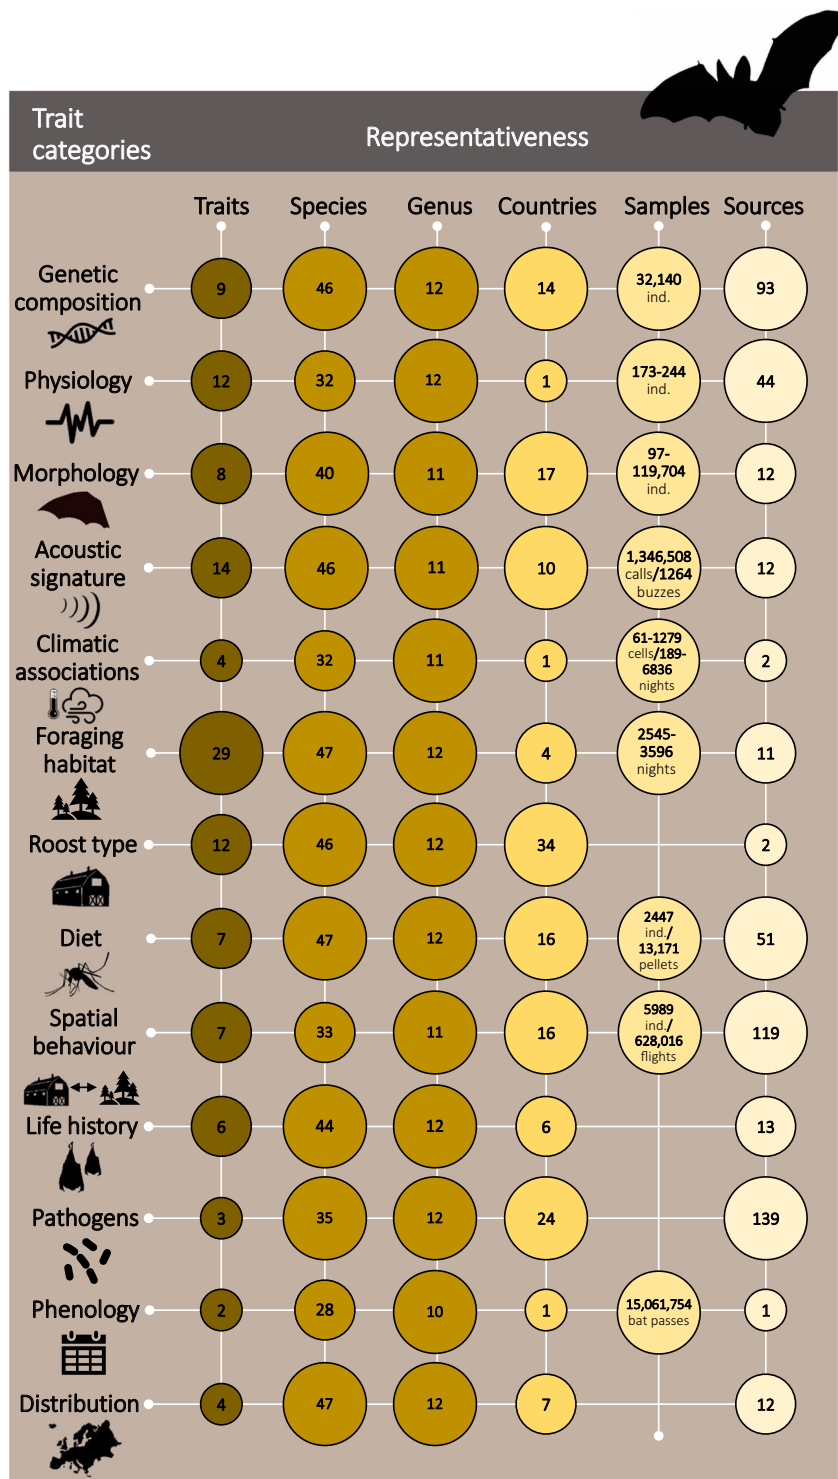 Trait
categories
Representativeness
Traits
Species
Genus
Countries
Samples
Sources
Genetic
composition
9
46
12
14
32,140
ind.
93
Physiology
12
32
12
1
173-244
ind.
44
Morphology
8
40
11
17
97-
119,704
ind.
12
Acoustic
signature
14
46
11
10
1,346,508
calls/1264
buzzes
12
Climatic
associations
4
32
11
1
61-1279
cells/189-
6836
nights
2
Foraging
habitat
29
47
12
4
2545-
3596
nights
11
Roost type
12
46
12
34
2
Diet
7
47
12
16
2447
ind./
13,171
pellets
51
Spatial
behaviour
7
33
11
16
5989
ind./
628,016
flights
119
Life history
6
44
12
6
13
Pathogens
3
35
12
24
139
Phenology
2
28
10
1
15,061,754
bat passes
1
Distribution
4
47
12
7
12